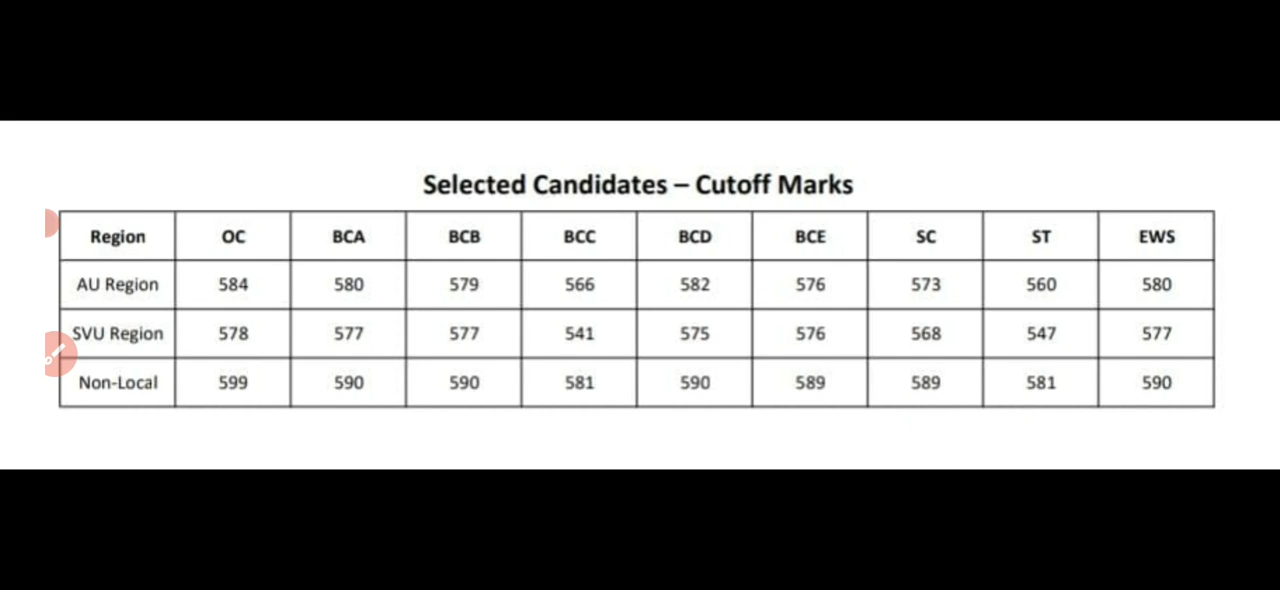 Selected Candidates – Cutoff Marks
Region OC BCA BCB BCC BCD BCE SC ST EWS
AU Region 584 580 579 566 582 576 573 560 580
SVU Region 578 577 577 541 575 576 568 547 577
Non-Local 599 590 590 581 590 589 589 581 590